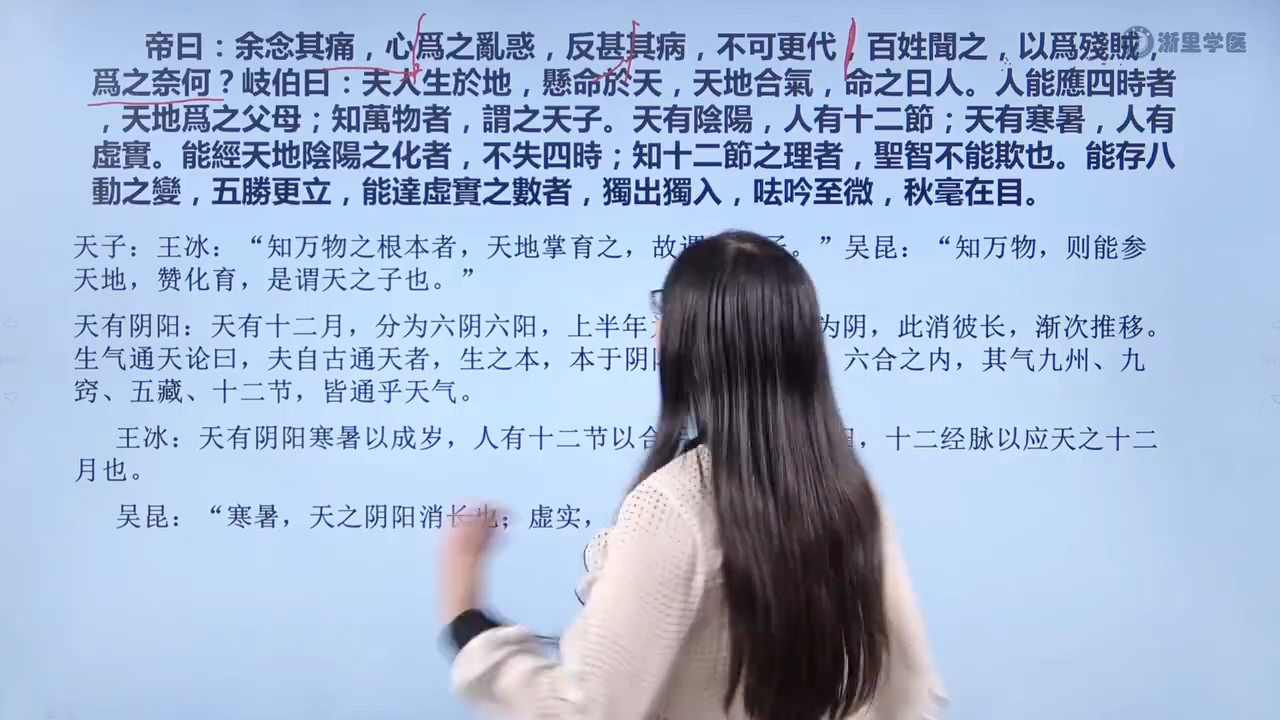 帝曰：余念其痛，心爲之亂惑，反甚其病，不可更代，百姓聞之，以爲殘賊，
浙里学医
爲之奈何？岐伯曰：夫人生於地，懸命於天，天地合氣，命之曰人。人能應四時者
，天地爲之父母；知萬物者，謂之天子。天有陰陽，人有十二節；天有寒暑，人有
虛實。能經天地陰陽之化者，不失四時；知十二節之理者，聖智不能欺也。能存八
動之變，五勝更立，能達虛實之數者，獨出獨入，呿吟至微，秋毫在目。
天子：王冰：“知万物之根本者，天地掌育之，故 。”吴昆：“知万物，则能参
天地，赞化育，是谓天之子也。”
天有阴阳：天有十二月，分为六阴六阳，上半年 为阴，此消彼长，渐次推移。
生气通天论曰，夫自古通天者，生之本，本于阴 六合之内，其气九州、九
窍、五藏、十二节，皆通乎天气。
王冰：天有阴阳寒暑以成岁，人有十二节以合 ，十二经脉以应天之十二
月也。
吴昆：“寒暑，天之阴阳消长也；虚实，